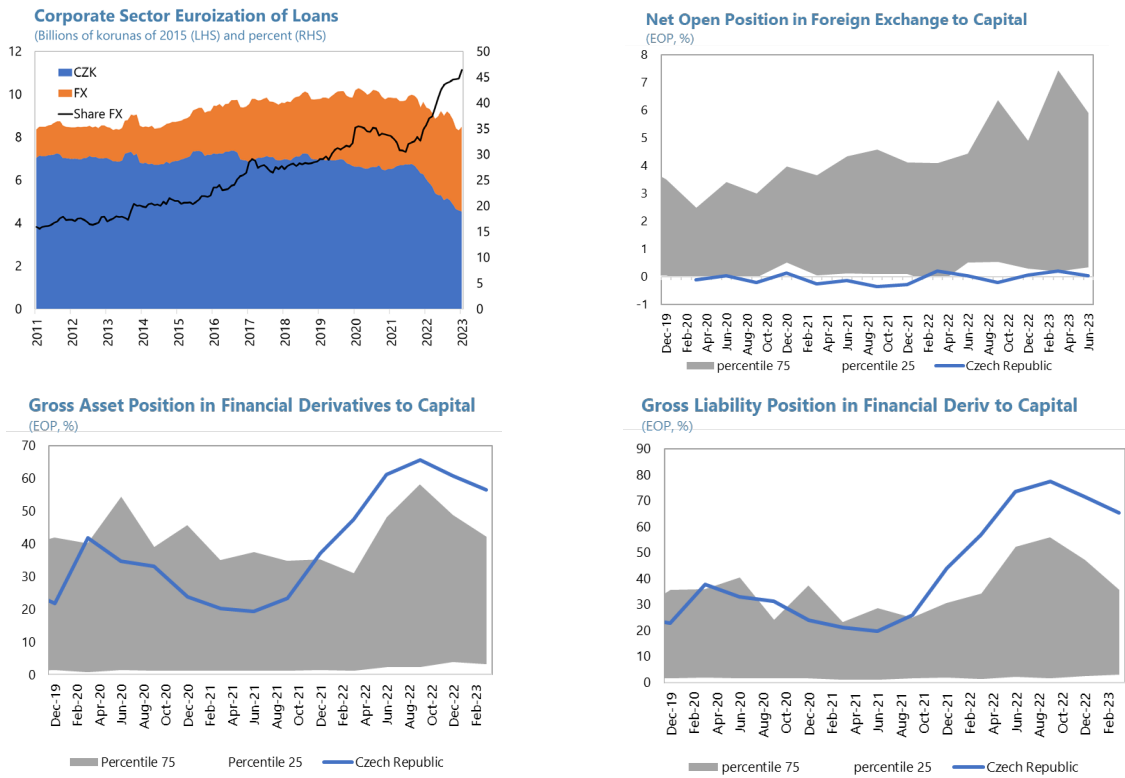 Corporate Sector Euroization of Loans
(Billions of korunas of 2015 (LHS) and percent (RHS)
12
10
8
6
4
2
0
50
45
40
35
30
25
20
15
10
5
0
CZK
FX
Share FX
2011
2012
2013
2014
2015
2016
2017
2018
2019
2020
2021
2022
2023
Net Open Position in Foreign Exchange to Capital
(EOP, %)
8
7
6
5
4
3
2
1
0
-1
Dec-19
Feb-20
Apr-20
Jun-20
Aug-20
Oct-20
Dec-20
Feb-21
Apr-21
Jun-21
Aug-21
Oct-21
Dec-21
Feb-22
Apr-22
Jun-22
Aug-22
Oct-22
Dec-22
Feb-23
Apr-23
Jun-23
percentile 75
percentile 25
Czech Republic
Gross Asset Position in Financial Derivatives to Capital
(EOP, %)
70
60
50
40
30
20
10
0
Dec-19
Feb-20
Apr-20
Jun-20
Aug-20
Oct-20
Dec-20
Feb-21
Apr-21
Jun-21
Aug-21
Oct-21
Dec-21
Feb-22
Apr-22
Jun-22
Aug-22
Oct-22
Dec-22
Feb-23
Percentile 75
Percentile 25
Czech Republic
Gross Liability Position in Financial Deriv to Capital
(EOP, %)
90
80
70
60
50
40
30
20
10
0
Dec-19
Feb-20
Apr-20
Jun-20
Aug-20
Oct-20
Dec-20
Feb-21
Apr-21
Jun-21
Aug-21
Oct-21
Dec-21
Feb-22
Apr-22
Jun-22
Aug-22
Oct-22
Dec-22
Feb-23
percentile 75
percentile 25
Czech Republic